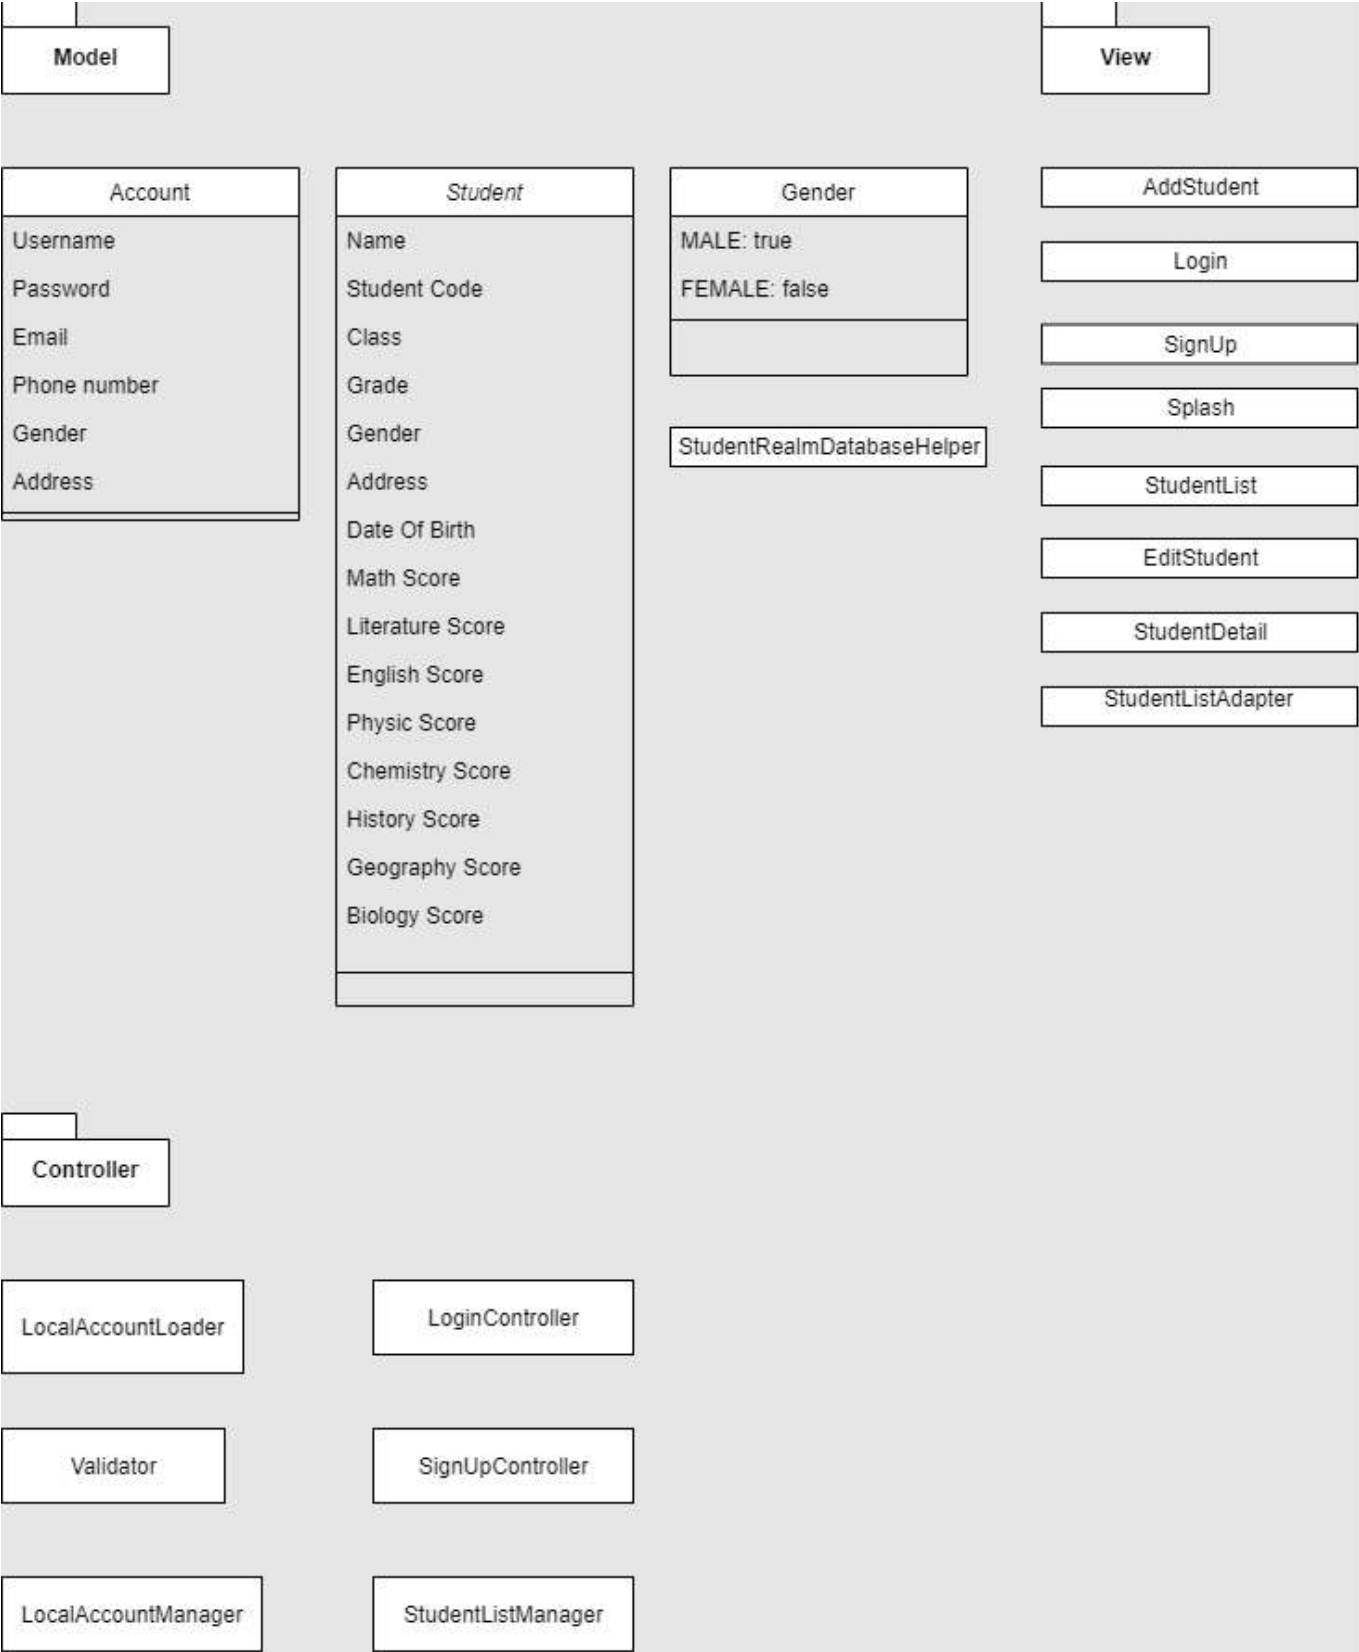 Model
View
Account
Username
Password
Email
Phone number
Gender
Address
Student
Name
Student Code
Class
Grade
Gender
Address
Date Of Birth
Math Score
Literature Score
English Score
Physic Score
Chemistry Score
History Score
Geography Score
Biology Score
Gender
MALE: true
FEMALE: false
StudentRealmDatabaseHelper
AddStudent
Login
SignUp
Splash
StudentList
EditStudent
StudentDetail
StudentListAdapter
Controller
LocalAccountLoader
LoginController
Validator
SignUpController
LocalAccountManager
StudentListManager